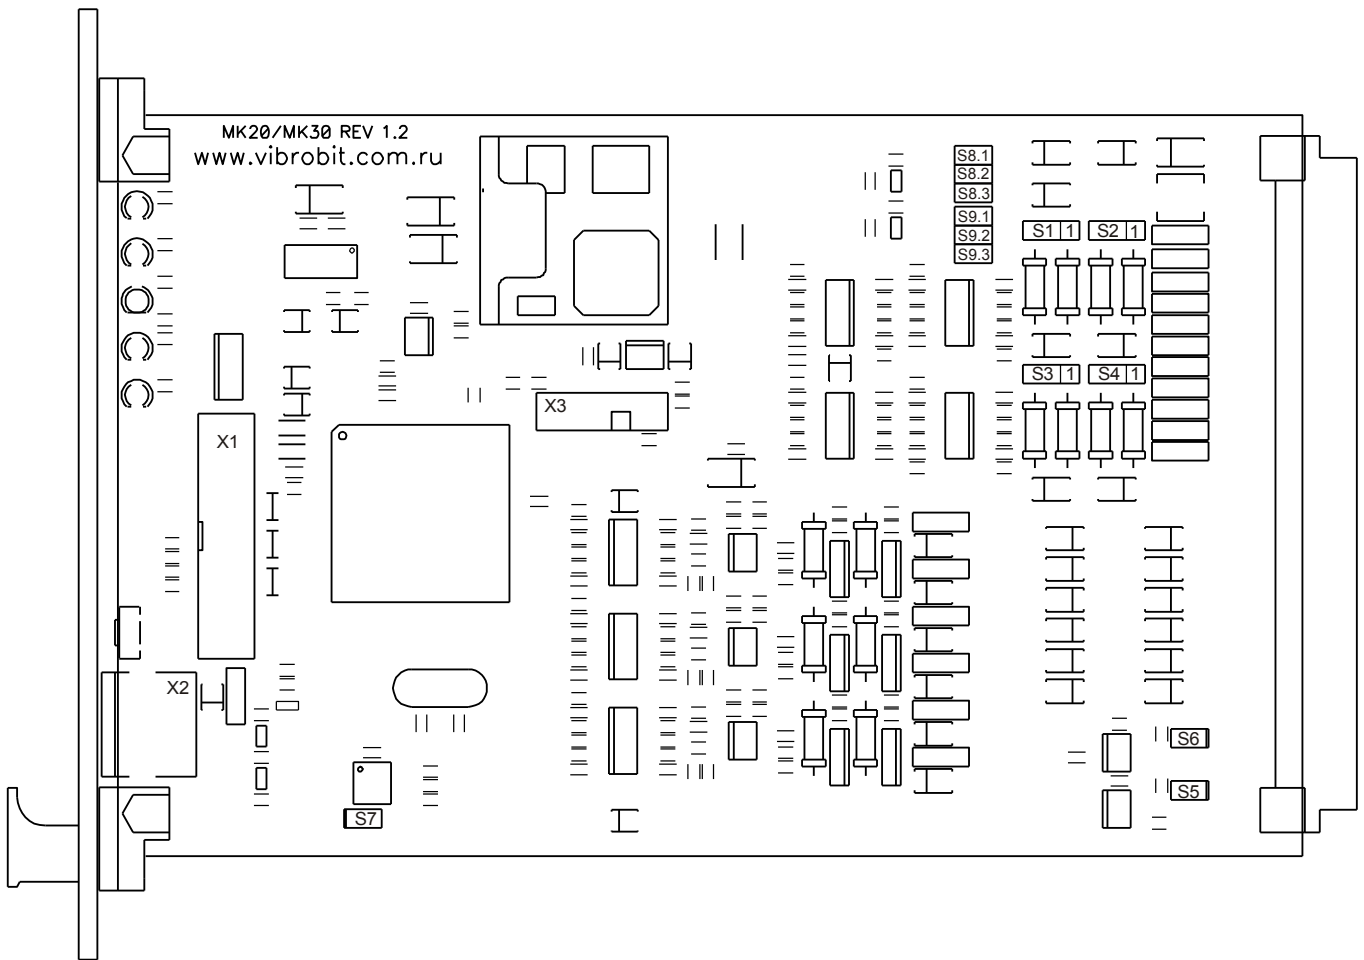 MK20/MK30 REV 1.2
www.vibrobit.com.ru
S8.1
S8.2
S8.3
S9.1
S9.2
S9.3
S1 1
S2 1
S3 1
S4 1
X3
X1
X2
S6
S5
S7